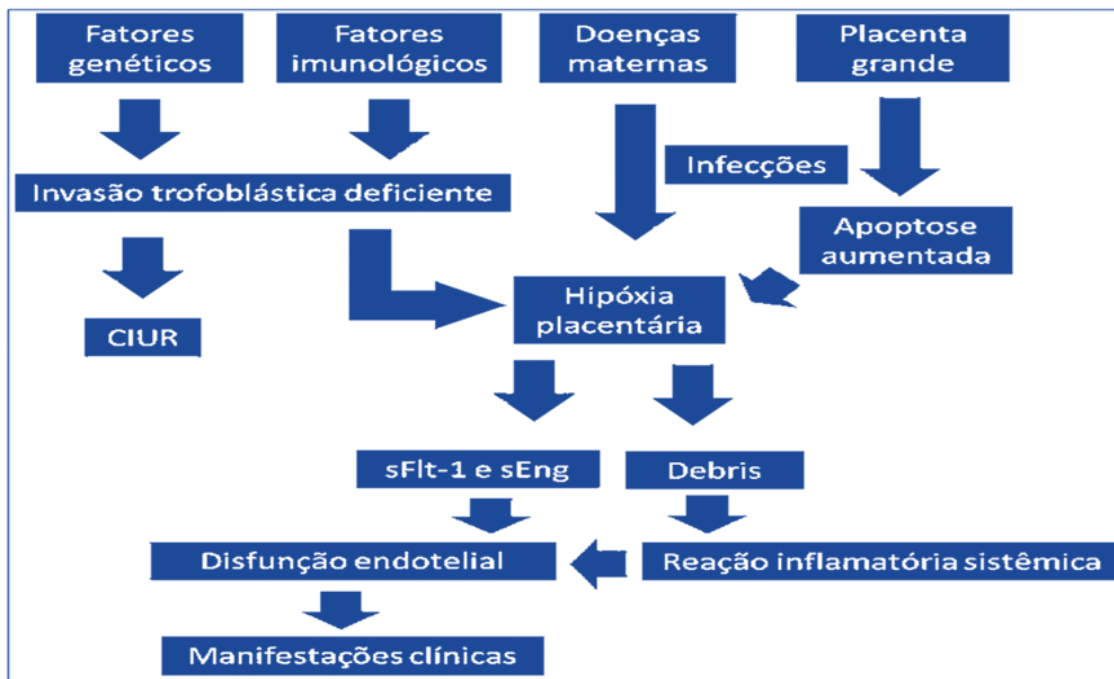 Fatores
genéticos
Fatores
imunológicos
Doenças
maternas
Placenta
grande
Infecções
Invasão trofoblástica deficiente
Apoptose
aumentada
Hipóxia
placentária
CIUR
sFlt-1 e sEng
Debris
Disfunção endotelial
Reação inflamatória sistêmica
Manifestações clínicas